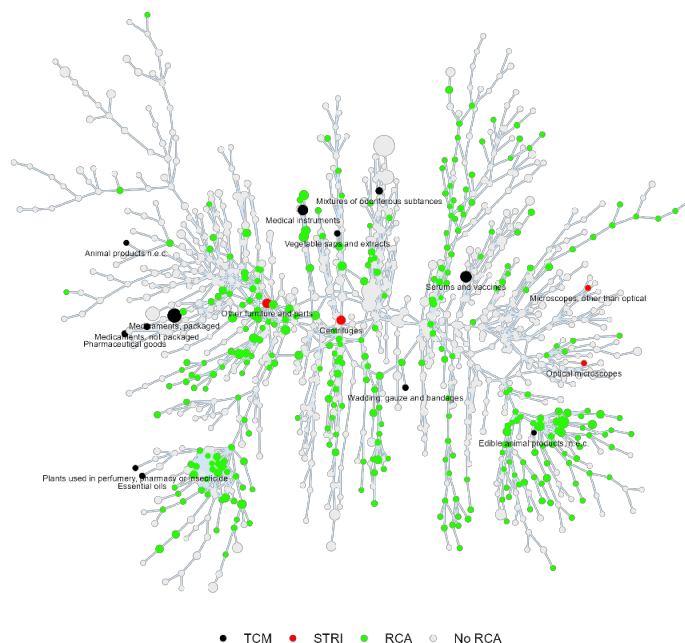 Mixtures of odoriferous subtances
Medical instruments
Vegetable saps and extracts
Animal products n.e.c.
Serums and vaccines
Microscopes, other than optical
Other furniture and parts
Medicaments, packaged
Centrifuges
Medicaments, not packaged
Pharmaceutical goods
Optical microscopes
Wadding: gauze and bandages
Edible animal products, n.e.c.
Plants used in perfumery, pharmacy or insecticide
Essential oils
TCM STRI RCA No RCA